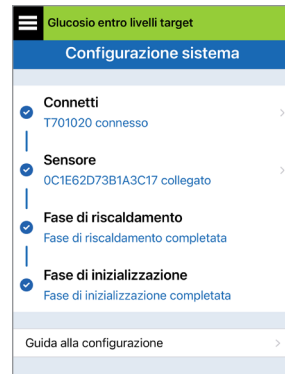 Glucosio entro livelli target
Configurazione sistema
Connetti
T701020 connesso
Sensore
0C1E62D73B1A3C17 collegato
Fase di riscaldamento
Fase di riscaldamento completata
Fase di inizializzazione
Fase di inizializzazione completata
Guida alla configurazione